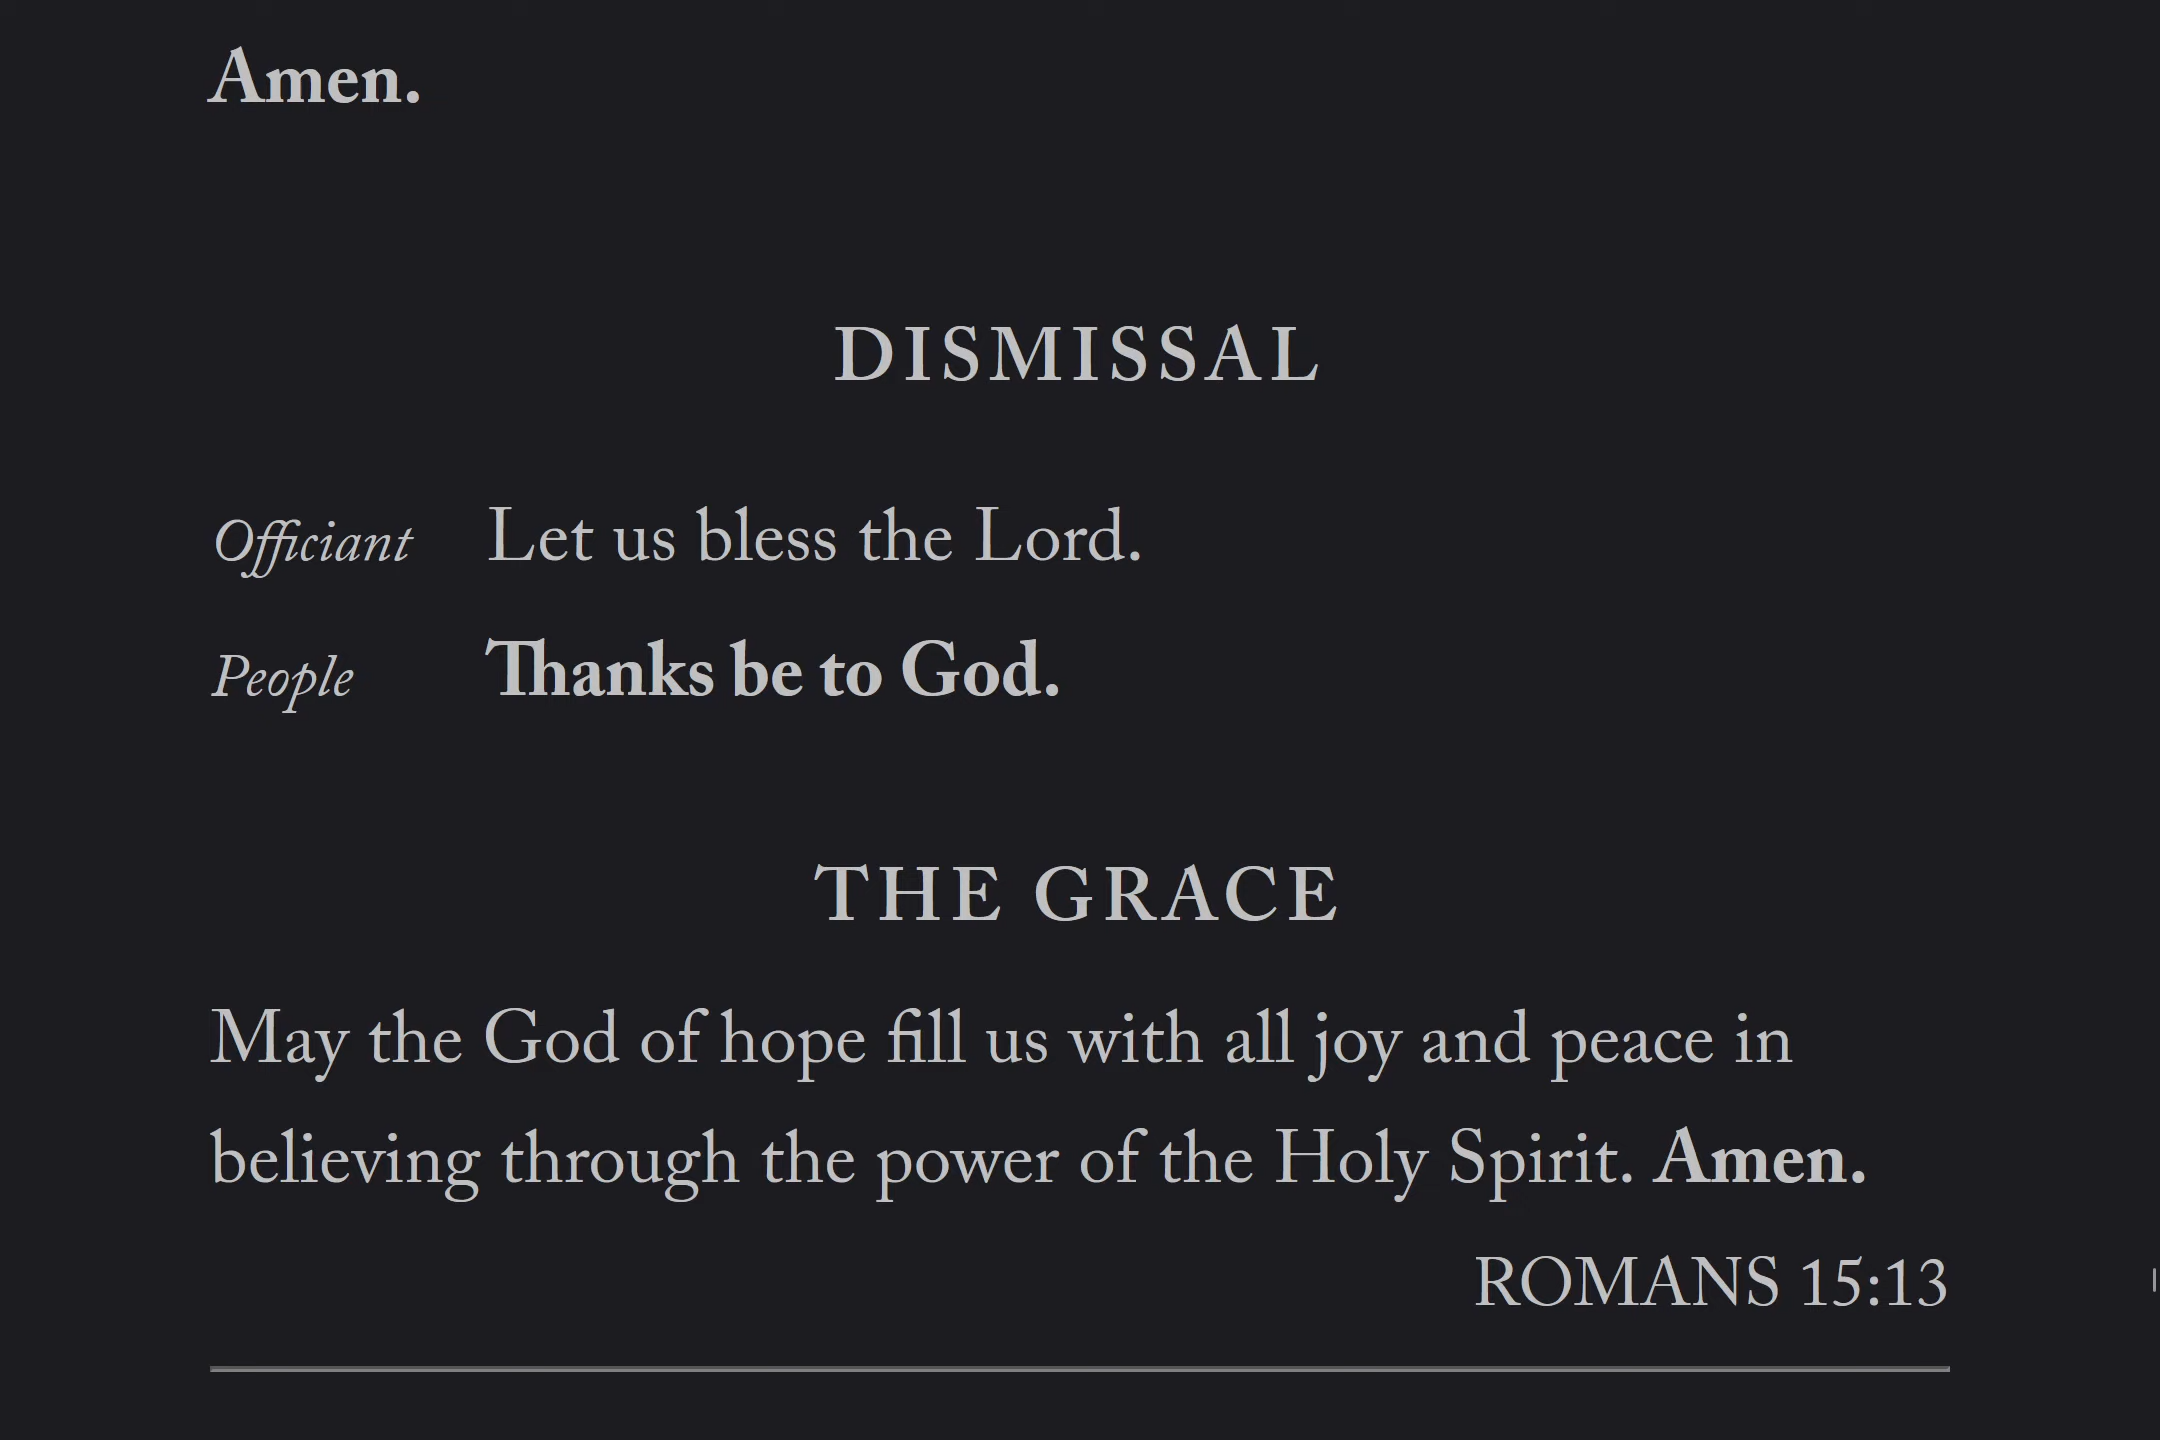 Amen.
DISMISSAL
Officiant Let us bless the Lord.
People Thanks be to God.
THE GRACE
May the God of hope fill us with all joy and peace in
believing through the power of the Holy Spirit. Amen.
ROMANS 15:13